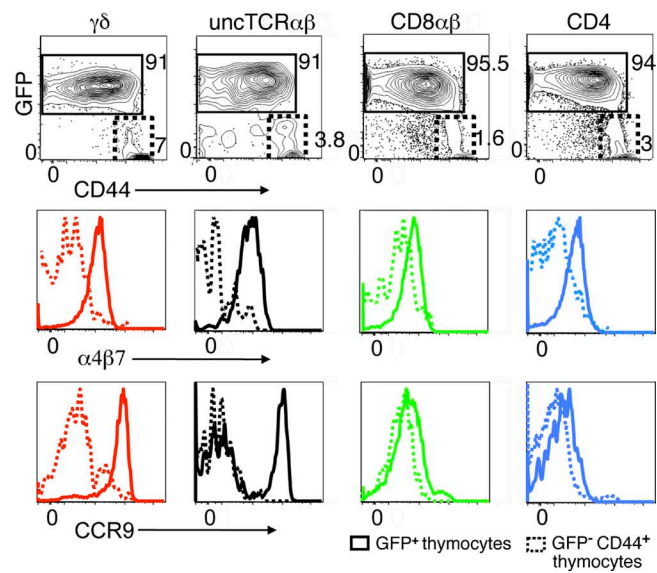 γδ uncTCRαβ CD8αβ CD4
91 91 95.5 94
GFP
7 3.8 1.6 3
0 0 0 0
0 0 0 0
CD44
0 0 0 0
α4β7
0 0 0 0
CCR9
GFP⁺ thymocytes GFP⁻ CD44⁺
thymocytes